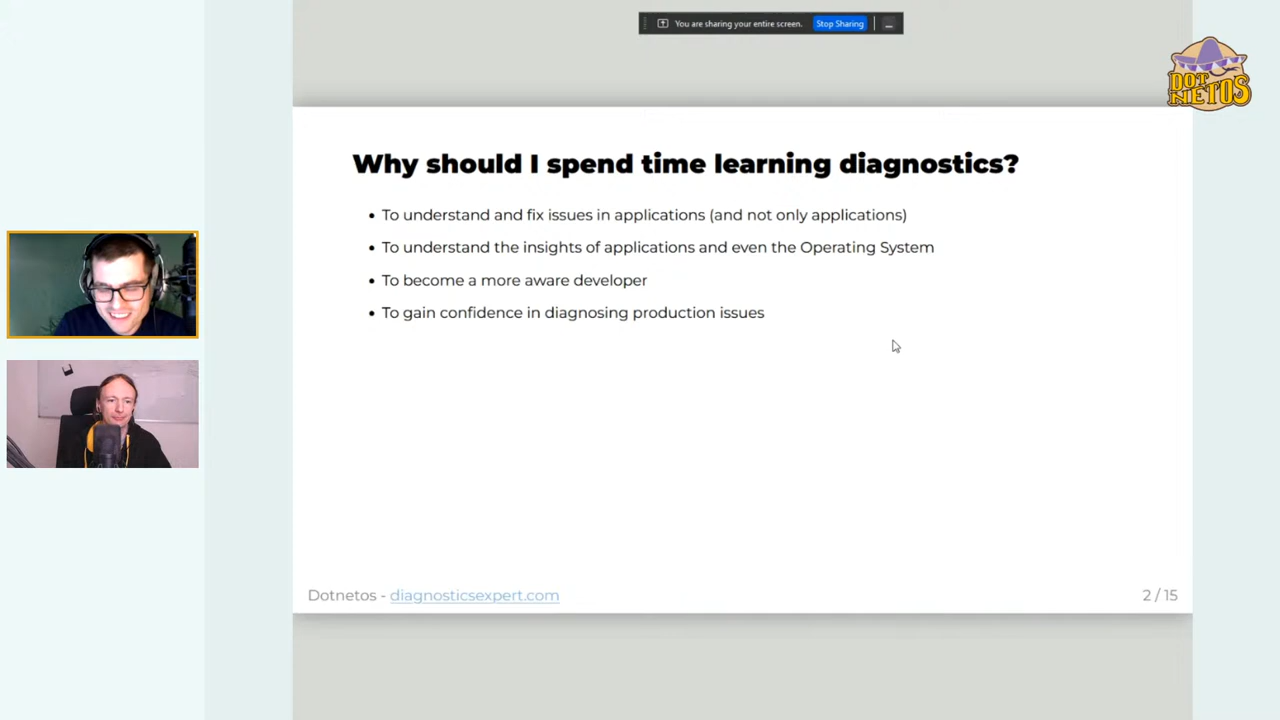 You are sharing your entire screen. Stop Sharing
DOT
NETOS
Why should I spend time learning diagnostics?
• To understand and fix issues in applications (and not only applications)
• To understand the insights of applications and even the Operating System
• To become a more aware developer
• To gain confidence in diagnosing production issues
Dotnetos - diagnosticsexpert.com
2 / 15